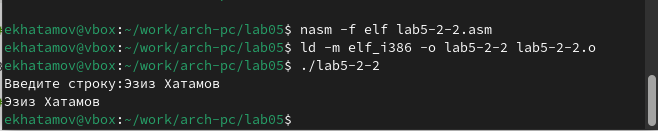 ekhatamov@vbox:~/work/arch-pc/lab05$ nasm -f elf lab5-2-2.asm
ekhatamov@vbox:~/work/arch-pc/lab05$ ld -m elf_i386 -o lab5-2-2 lab5-2-2.o
ekhatamov@vbox:~/work/arch-pc/lab05$ ./lab5-2-2
Введите строку:Эзиз Хатамов
Эзиз Хатамов
ekhatamov@vbox:~/work/arch-pc/lab05$